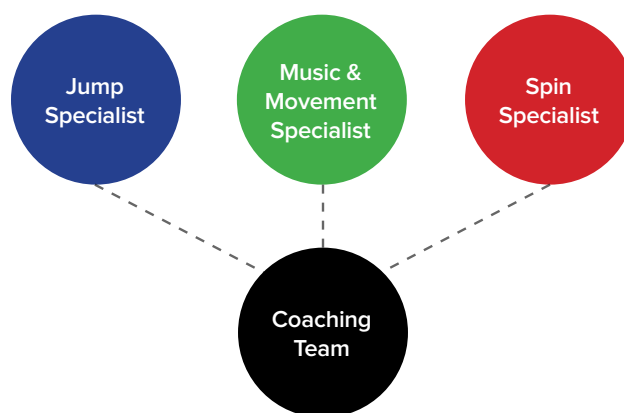 Jump
Specialist
Music &
Movement
Specialist
Spin
Specialist
Coaching
Team